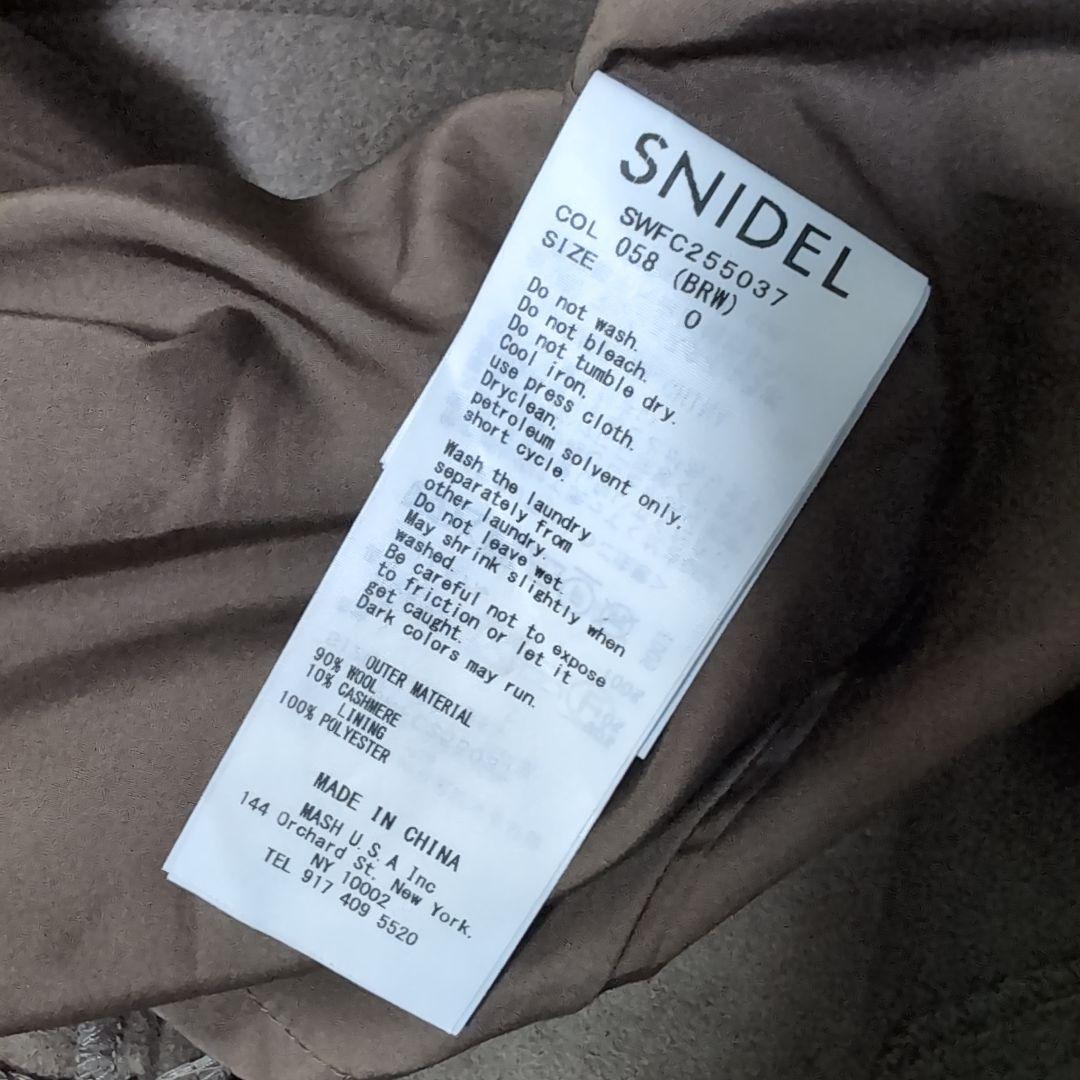 SNIDEL
SWFC255037
COL 058 (BRW)
SIZE 0
Do not wash.
Do not bleach.
Do not tumble dry.
Cool iron.
use press cloth.
Dryclean.
petroleum solvent only.
short cycle.
Wash the laundry
separately from
other laundry.
Do not leave wet.
May shrink slightly when
washed.
Be careful not to expose
to friction or let it
get caught.
Dark colors may run.
OUTER MATERIAL
90% WOOL
10% CASHMERE
LINING
100% POLYESTER
MADE IN CHINA
MASH U.S.A Inc
144 Orchard St. New York.
NY 10002
TEL 917 409 5520